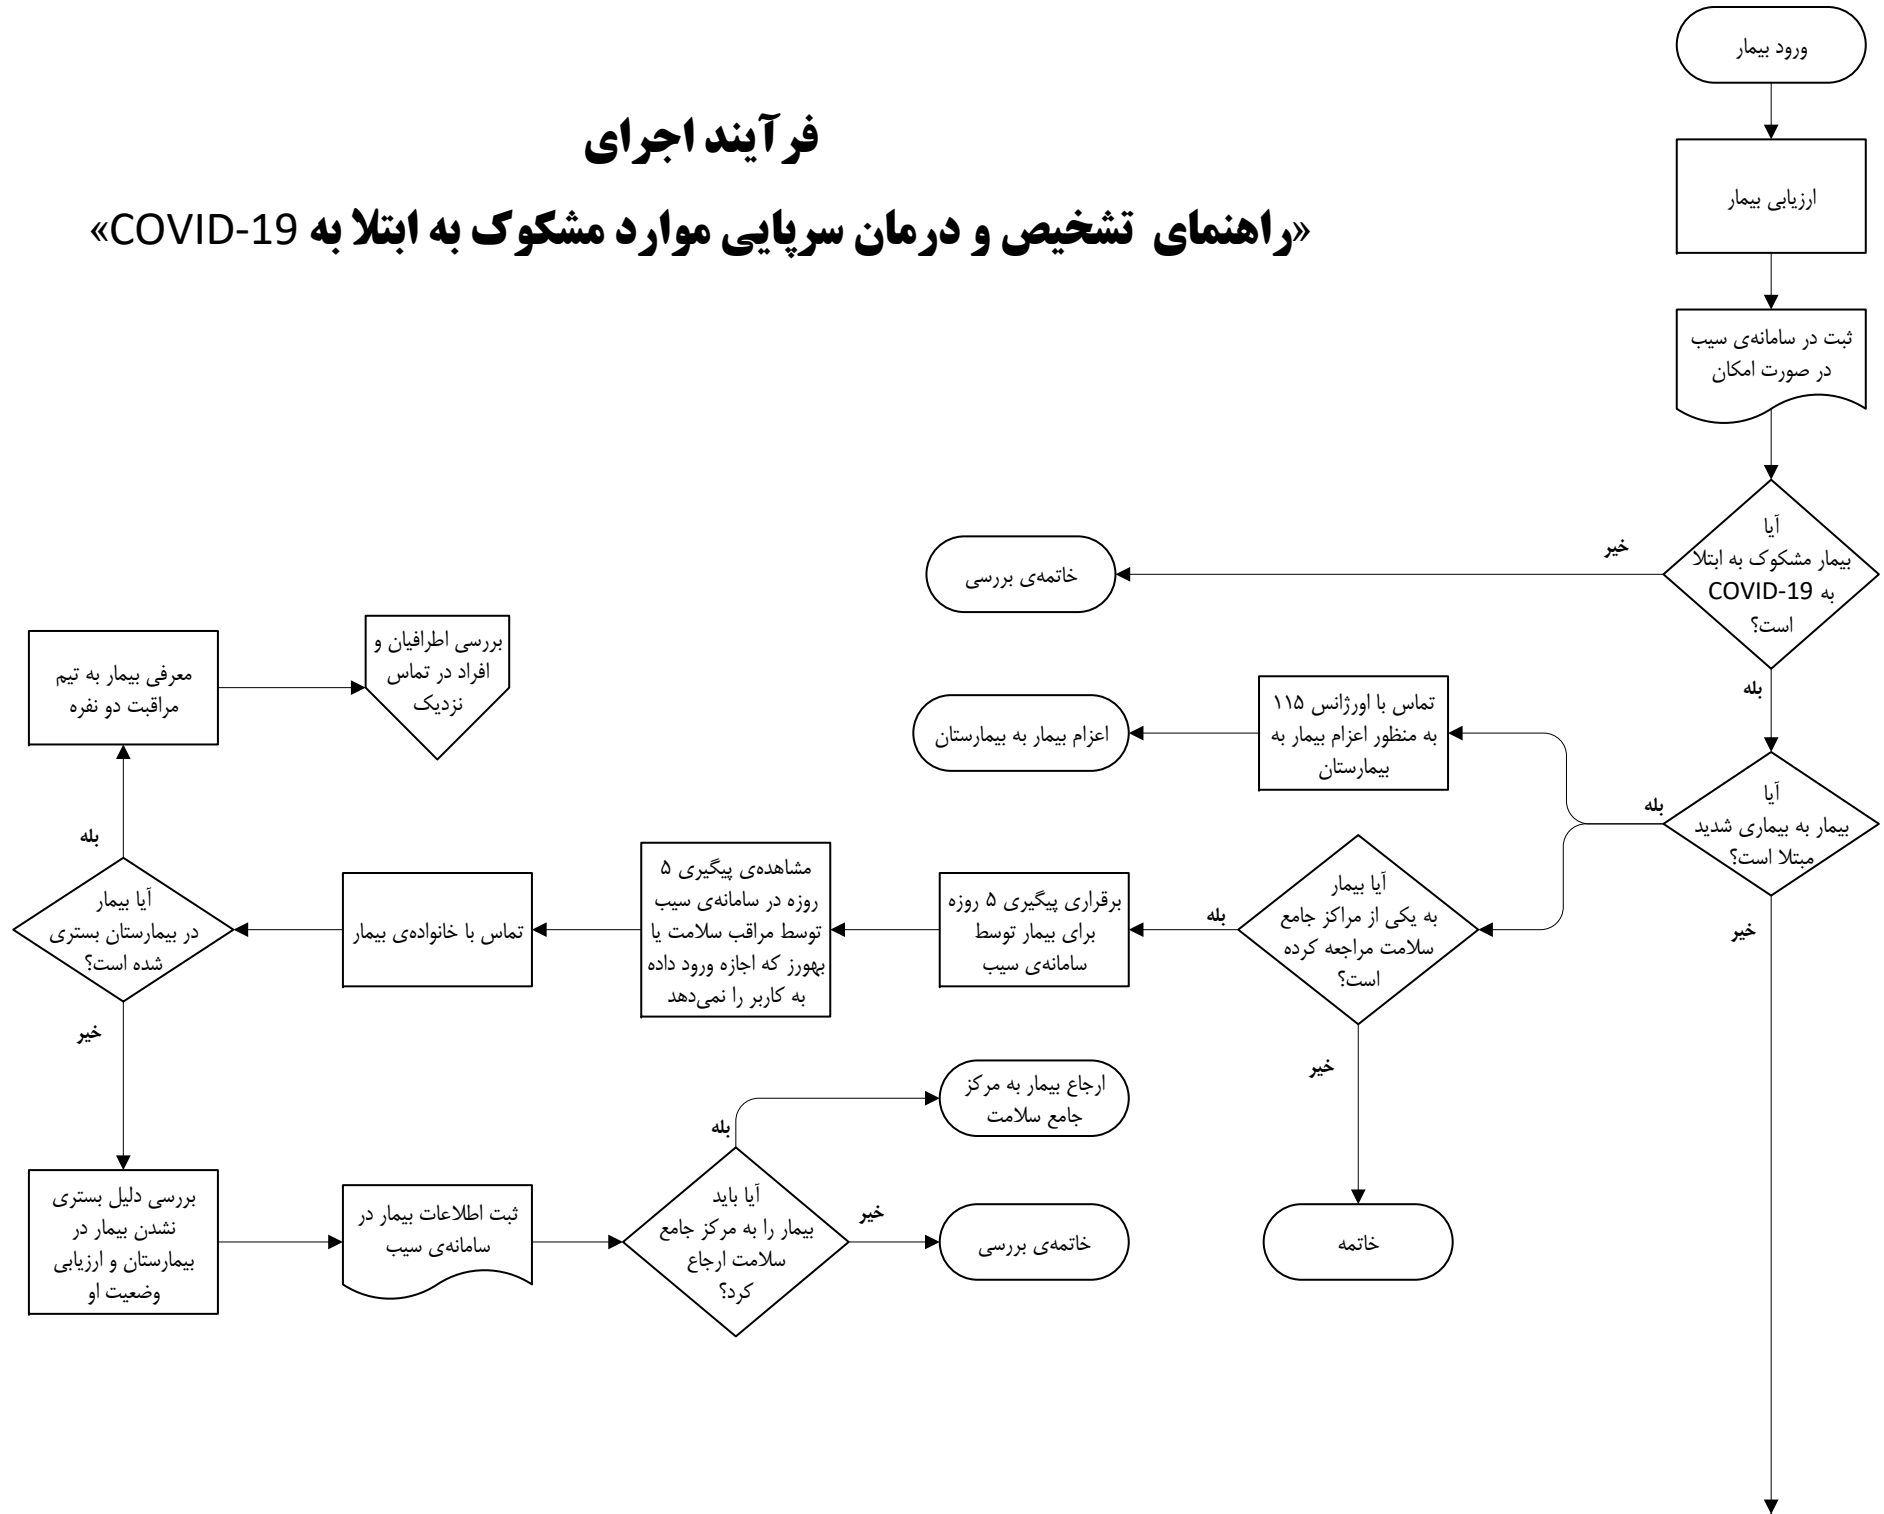 فرآیند اجرای
«راهنمای تشخیص و درمان سرپایی موارد مشکوک به ابتلا به COVID-19»
ورود بیمار
ارزیابی بیمار
ثبت در سامانه‌ی سیب
در صورت امکان
آیا
بیمار مشکوک به ابتلا
به COVID-19
است؟
خیر
خاتمه‌ی بررسی
بله
آیا
بیمار به بیماری شدید
مبتلا است؟
بله
خیر
تماس با اورژانس ۱۱۵
به منظور اعزام بیمار به
بیمارستان
اعزام بیمار به بیمارستان
آیا بیمار
به یکی از مراکز جامع
سلامت مراجعه کرده
است؟
بله
خیر
خاتمه
برقراری پیگیری ۵ روزه
برای بیمار توسط
سامانه‌ی سیب
مشاهده‌ی پیگیری ۵
روزه در سامانه‌ی سیب
توسط مراقب سلامت یا
بهورز که اجازه ورود داده
به کاربر را نمی‌دهد
تماس با خانواده‌ی بیمار
آیا بیمار
در بیمارستان بستری
شده است؟
بله
معرفی بیمار به تیم
مراقبت دو نفره
بررسی اطرافیان و
افراد در تماس
نزدیک
خیر
بررسی دلیل بستری
نشدن بیمار در
بیمارستان و ارزیابی
وضعیت او
ثبت اطلاعات بیمار در
سامانه‌ی سیب
آیا باید
بیمار را به مرکز جامع
سلامت ارجاع
کرد؟
بله
ارجاع بیمار به مرکز
جامع سلامت
خیر
خاتمه‌ی بررسی